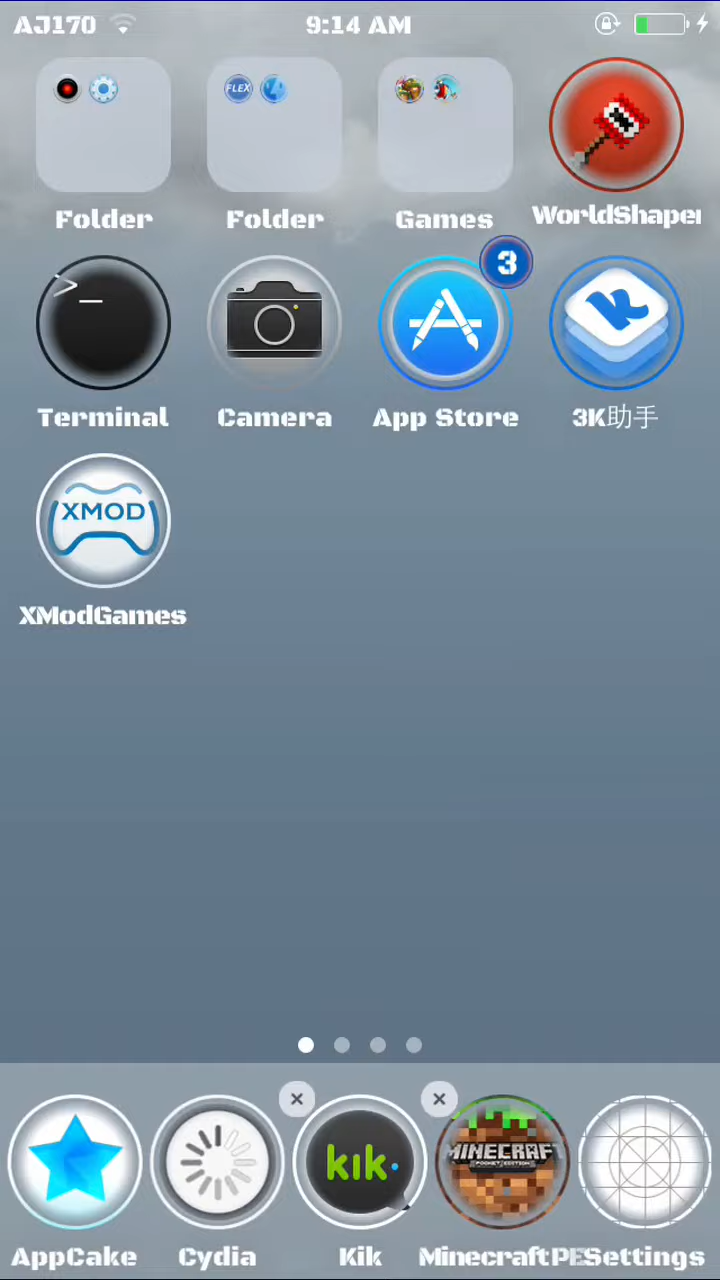 AJ170 9:14 AM
FLEX
Folder Folder Games WorldShaper
3
>_
Terminal Camera App Store 3K助手
XMOD
XModGames
kik
MINECRAFT
POCKET EDITION
AppCake Cydia Kik MinecraftPE Settings